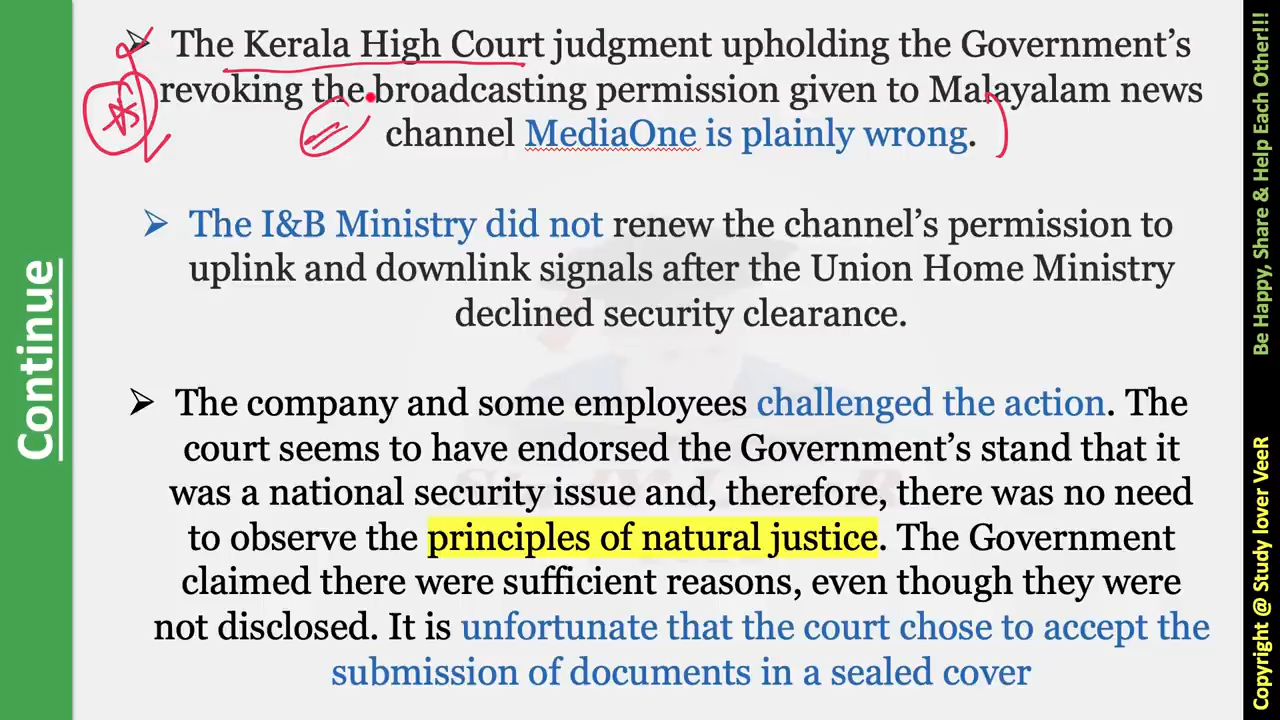 Continue
➢ The Kerala High Court judgment upholding the Government’s
revoking the broadcasting permission given to Malayalam news
channel MediaOne is plainly wrong.
➢ The I&B Ministry did not renew the channel’s permission to
uplink and downlink signals after the Union Home Ministry
declined security clearance.
➢ The company and some employees challenged the action. The
court seems to have endorsed the Government’s stand that it
was a national security issue and, therefore, there was no need
to observe the principles of natural justice. The Government
claimed there were sufficient reasons, even though they were
not disclosed. It is unfortunate that the court chose to accept the
submission of documents in a sealed cover
Copyright @ Study lover VeeR
Be Happy, Share & Help Each Other!!!